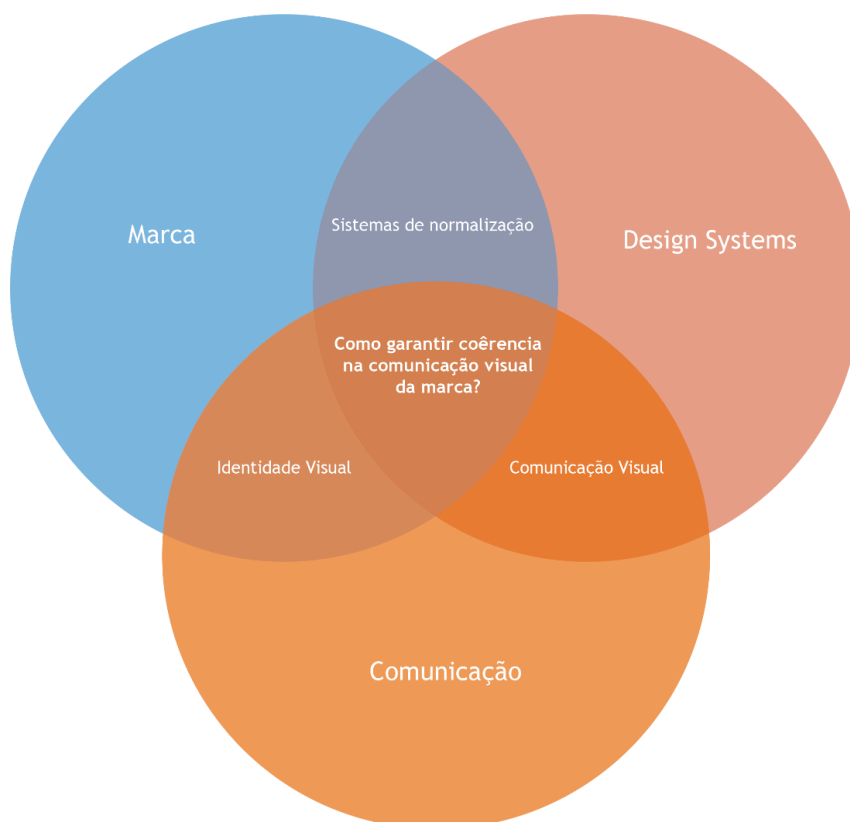 Sistemas de normalização
Marca
Design Systems
Como garantir coêrencia
na comunicação visual
da marca?
Identidade Visual
Comunicação Visual
Comunicação